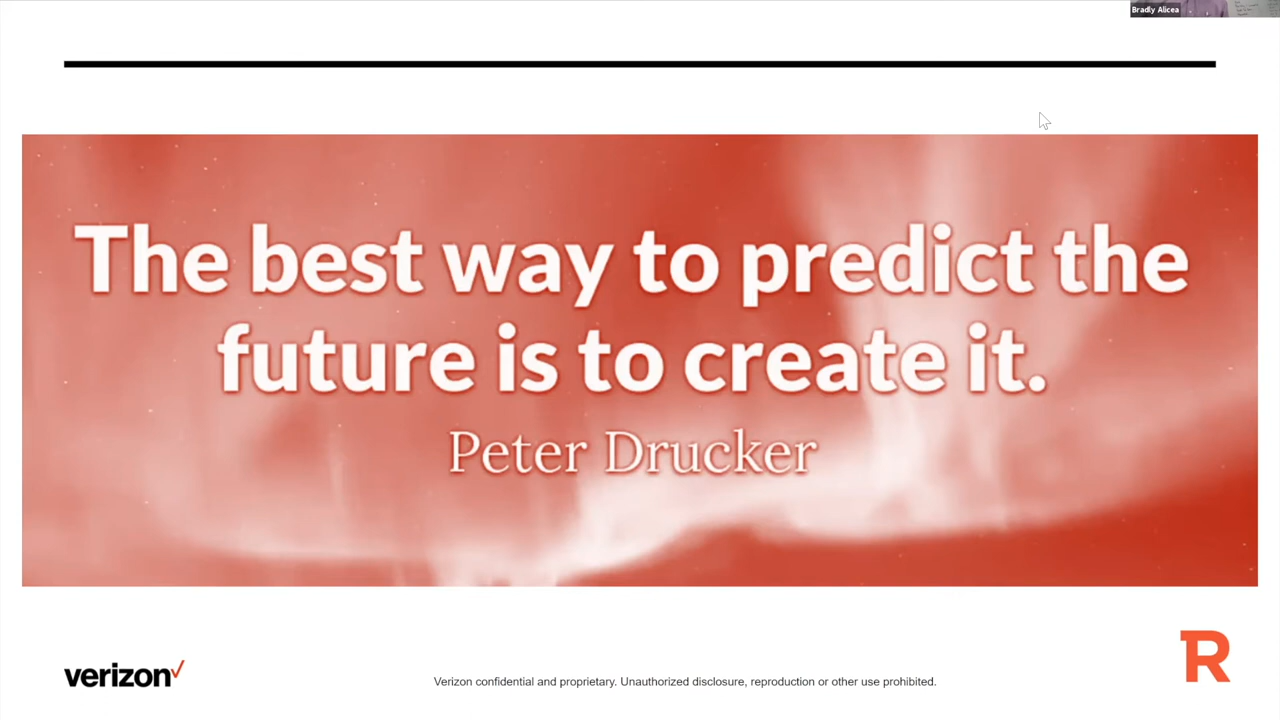 Bradly Alicea
The best way to predict the
future is to create it.
Peter Drucker
verizon✓
Verizon confidential and proprietary. Unauthorized disclosure, reproduction or other use prohibited.
R